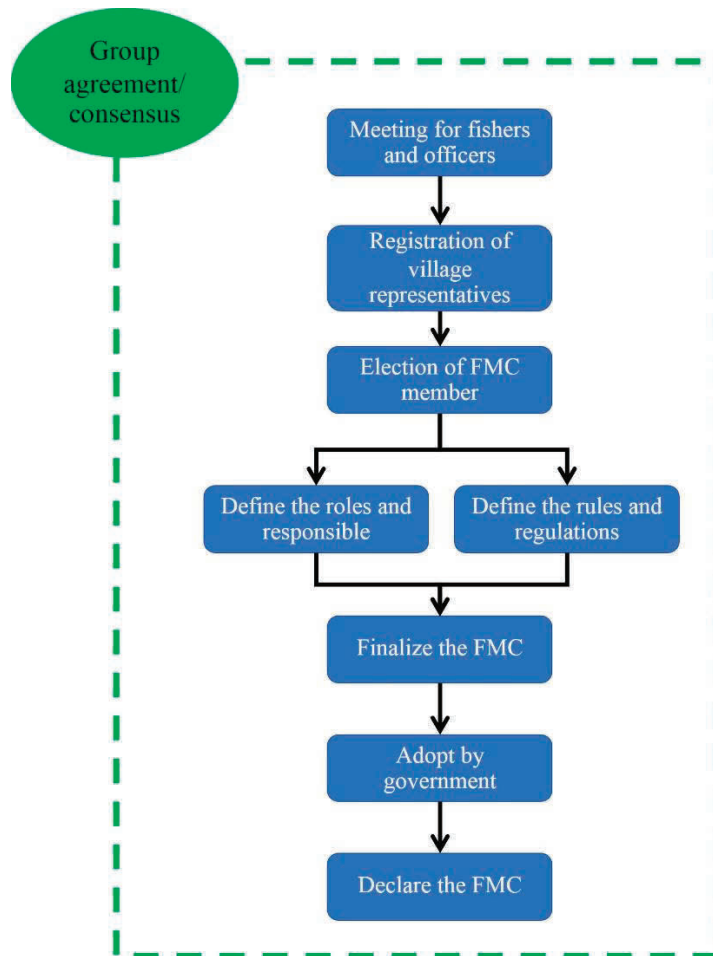 Group
agreement/
consensus
Meeting for fishers
and officers
Registration of
village
representatives
Election of FMC
member
Define the roles and
responsible
Define the rules and
regulations
Finalize the FMC
Adopt by
government
Declare the FMC